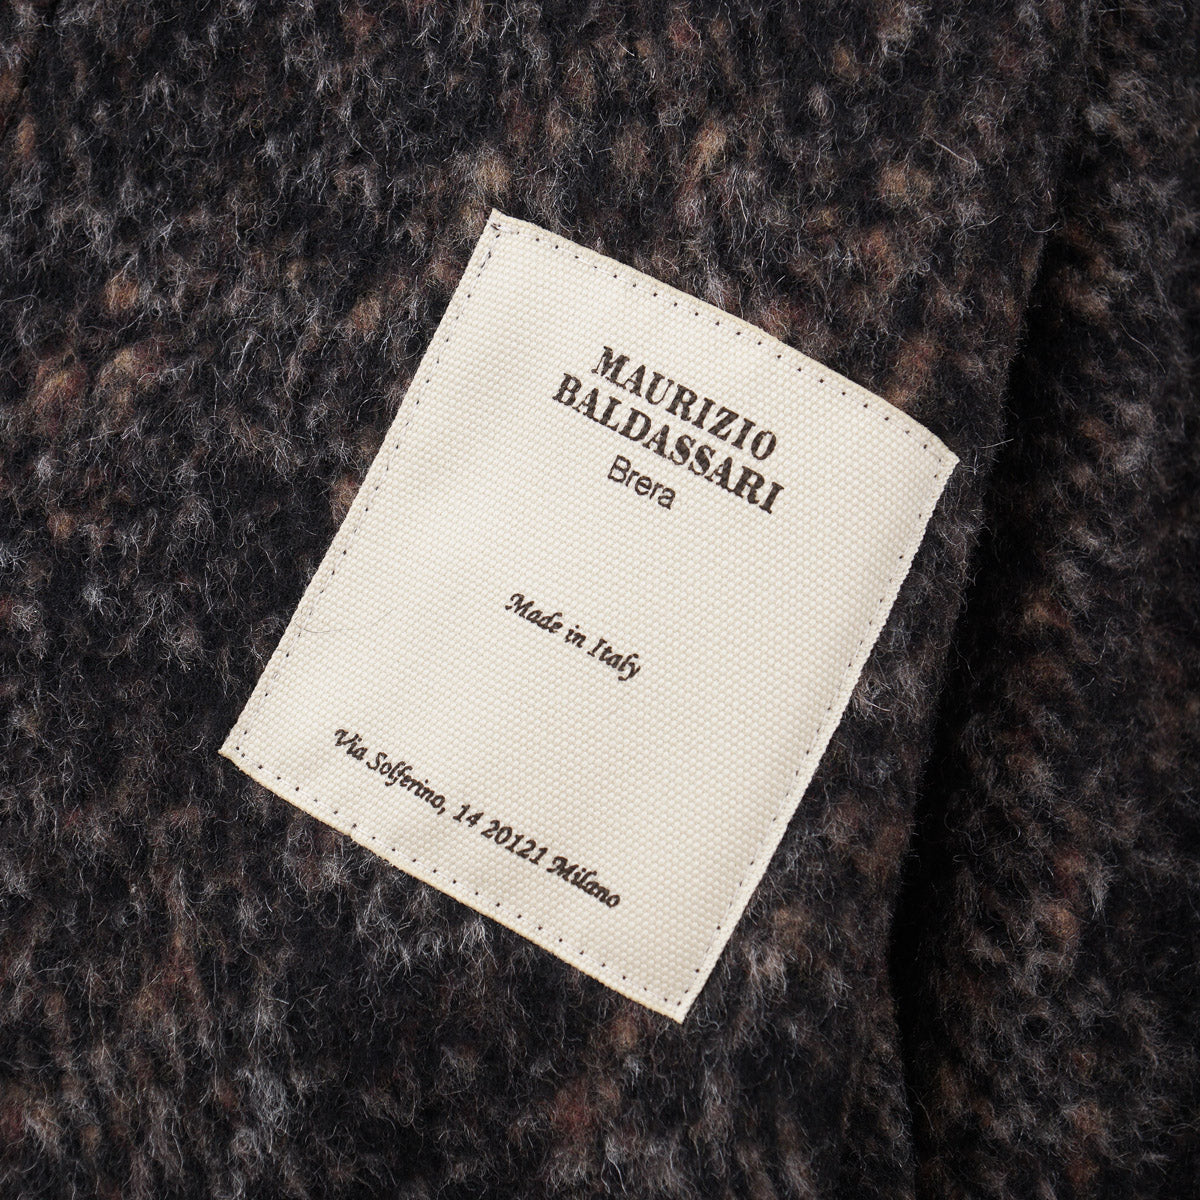 MAURIZIO
BALDASSARI
Brera
Made in Italy
Via Solferino, 14 20121 Milano